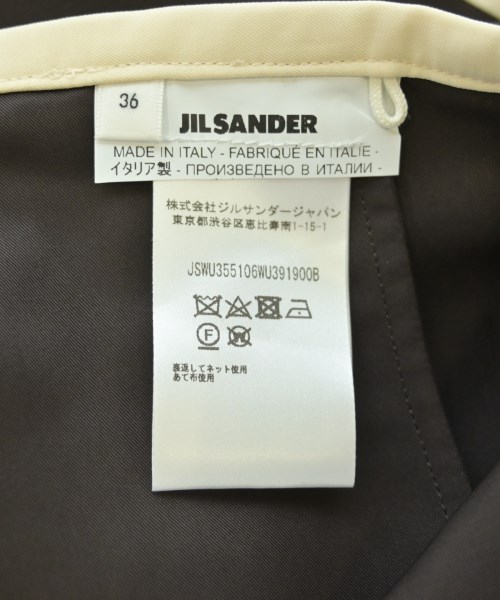 36
JIL SANDER
MADE IN ITALY - FABRIQUÉ EN ITALIE -
イタリア製 - ПРОИЗВЕДЕНО В ИТАЛИИ -
株式会社ジルサンダージャパン
東京都渋谷区恵比寿南1-15-1
JSWU355106WU391900B
F W
裏返してネット使用
あて布使用